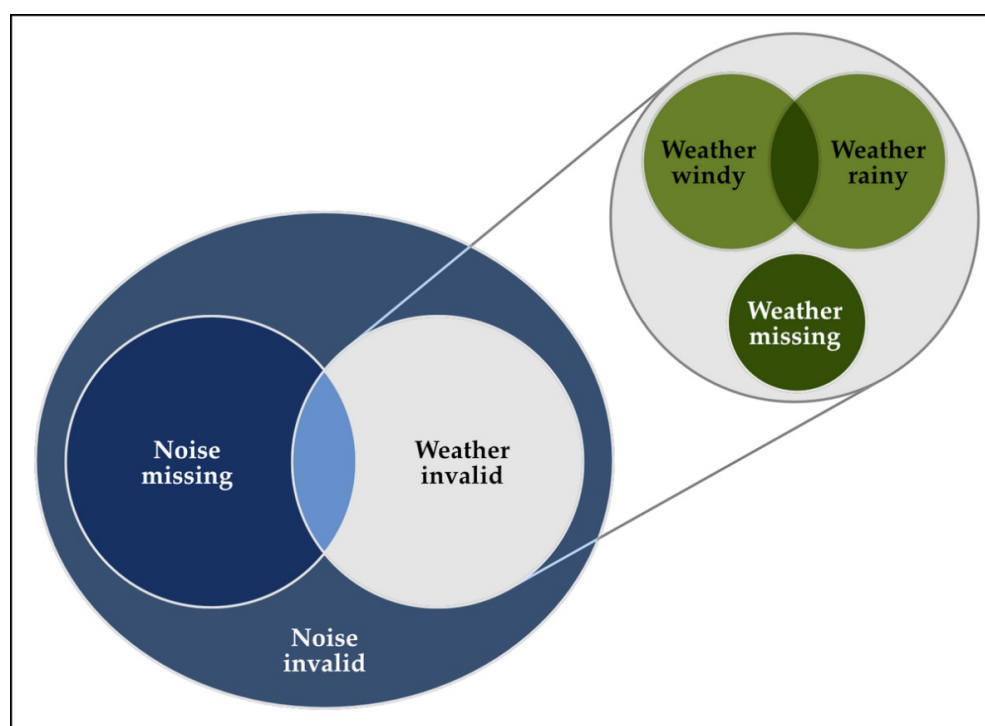 Weather
windy
Weather
rainy
Weather
missing
Noise
missing
Weather
invalid
Noise
invalid